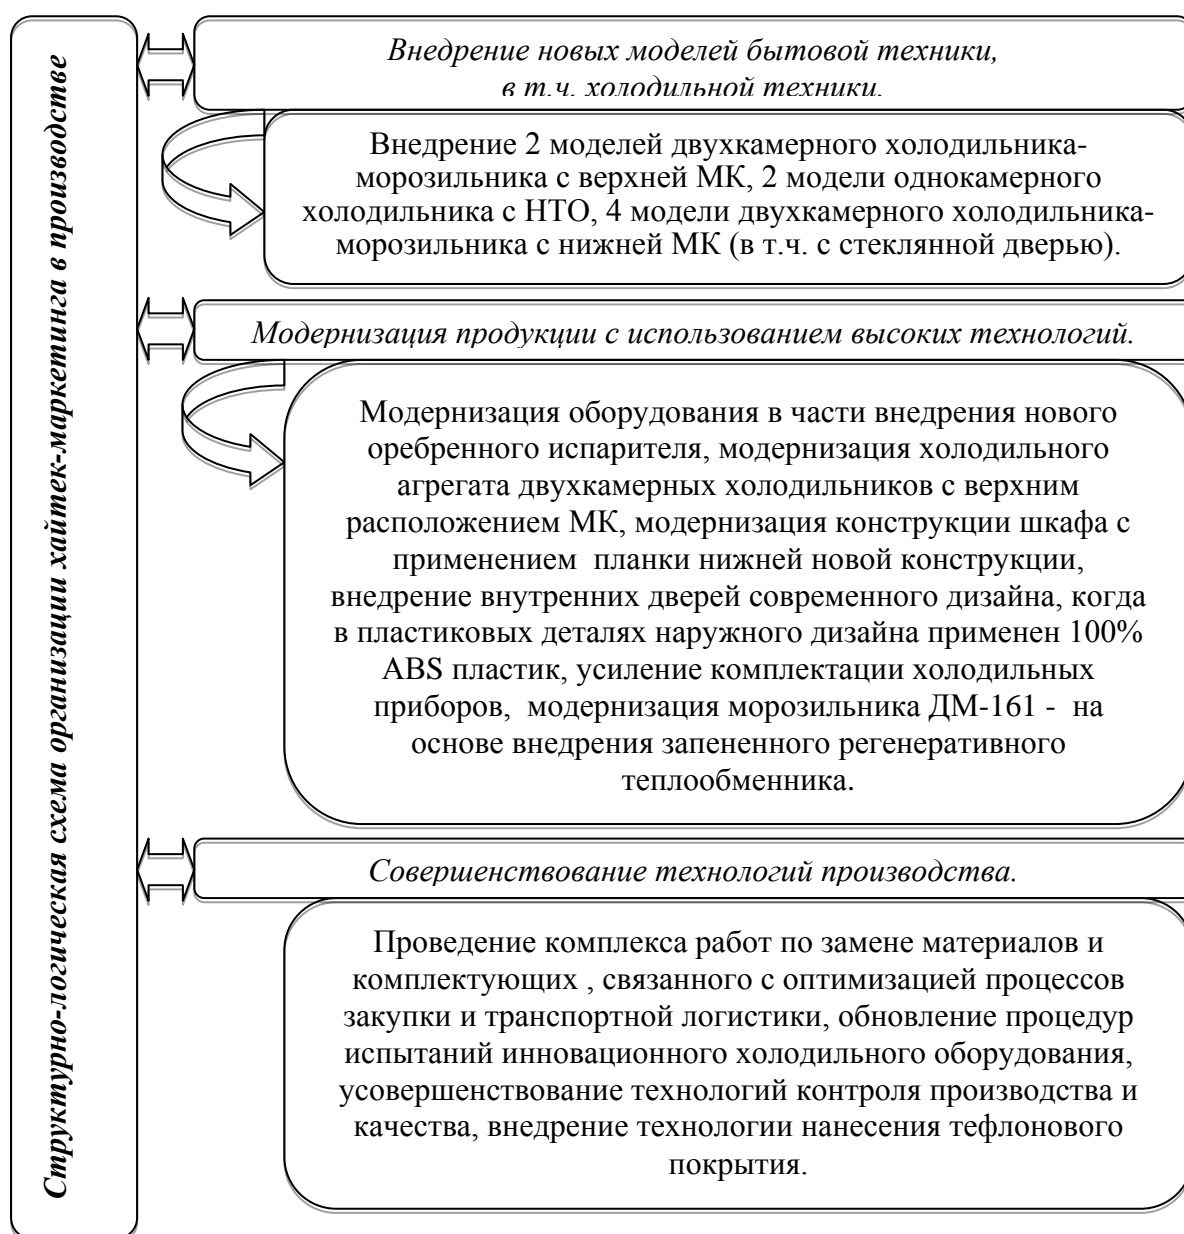 Структурно-логическая схема организации хайтек-маркетинга в производстве
Внедрение новых моделей бытовой техники,
в т.ч. холодильной техники.
Внедрение 2 моделей двухкамерного холодильника-
морозильника с верхней МК, 2 модели однокамерного
холодильника с НТО, 4 модели двухкамерного холодильника-
морозильника с нижней МК (в т.ч. с стеклянной дверью).
Модернизация продукции с использованием высоких технологий.
Модернизация оборудования в части внедрения нового
оребренного испарителя, модернизация холодильного
агрегата двухкамерных холодильников с верхним
расположением МК, модернизация конструкции шкафа с
применением  планки нижней новой конструкции,
внедрение внутренних дверей современного дизайна, когда
в пластиковых деталях наружного дизайна применен 100%
ABS пластик, усиление комплектации холодильных
приборов,  модернизация морозильника ДМ-161 -  на
основе внедрения запененного регенеративного
теплообменника.
Совершенствование технологий производства.
Проведение комплекса работ по замене материалов и
комплектующих , связанного с оптимизацией процессов
закупки и транспортной логистики, обновление процедур
испытаний инновационного холодильного оборудования,
усовершенствование технологий контроля производства и
качества, внедрение технологии нанесения тефлонового
покрытия.